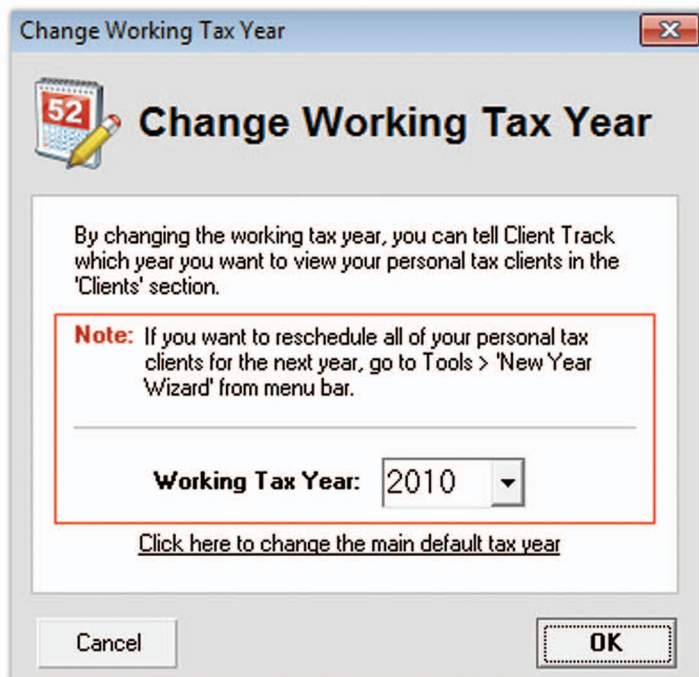 Change Working Tax Year
52
Change Working Tax Year
By changing the working tax year, you can tell Client Track
which year you want to view your personal tax clients in the
'Clients' section.
Note: If you want to reschedule all of your personal tax
clients for the next year, go to Tools > 'New Year
Wizard' from menu bar.
Working Tax Year: 2010
Click here to change the main default tax year
Cancel OK